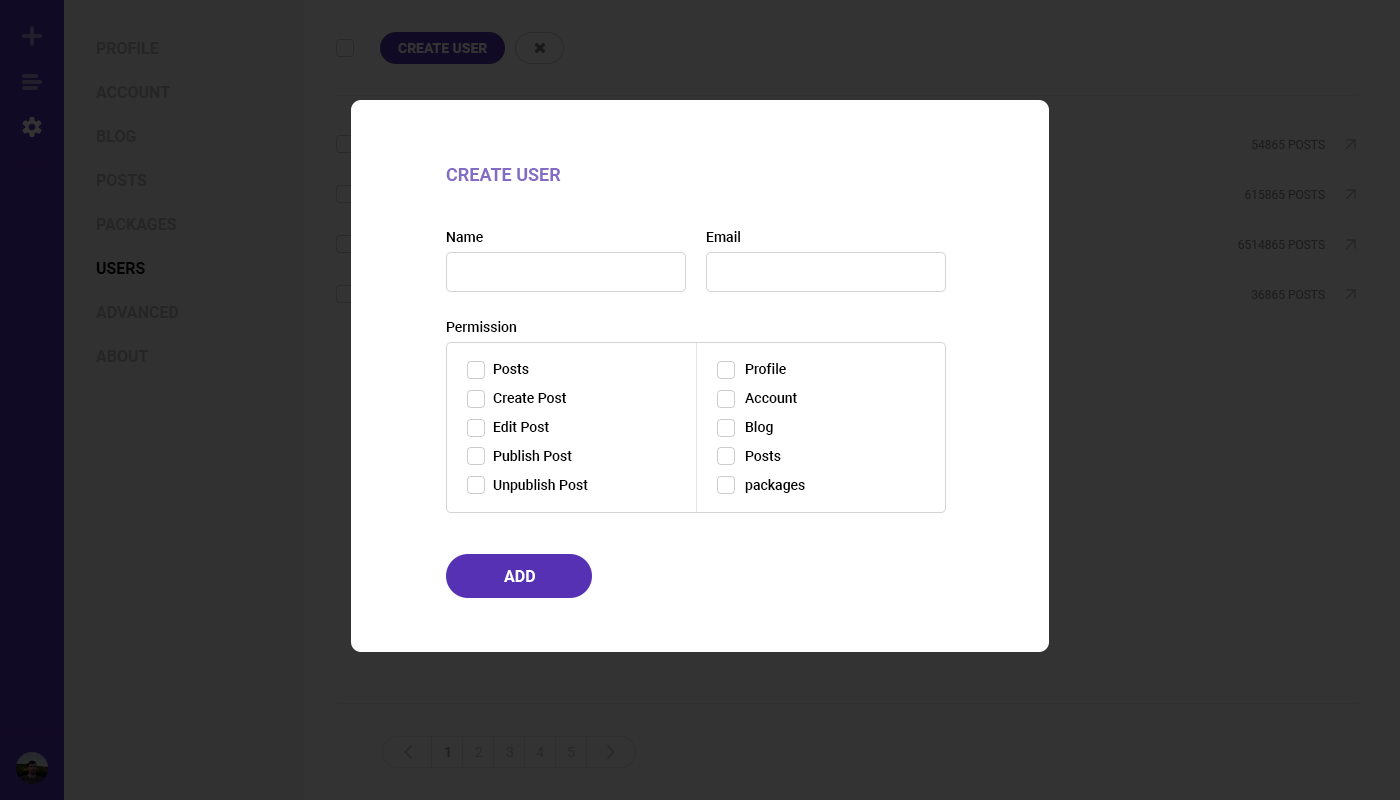 PROFILE
ACCOUNT
BLOG
POSTS
PACKAGES
USERS
ADVANCED
ABOUT
CREATE USER
54865 POSTS
615865 POSTS
6514865 POSTS
36865 POSTS
CREATE USER
Name Email
Permission
Posts Profile
Create Post Account
Edit Post Blog
Publish Post Posts
Unpublish Post packages
ADD
1 2 3 4 5